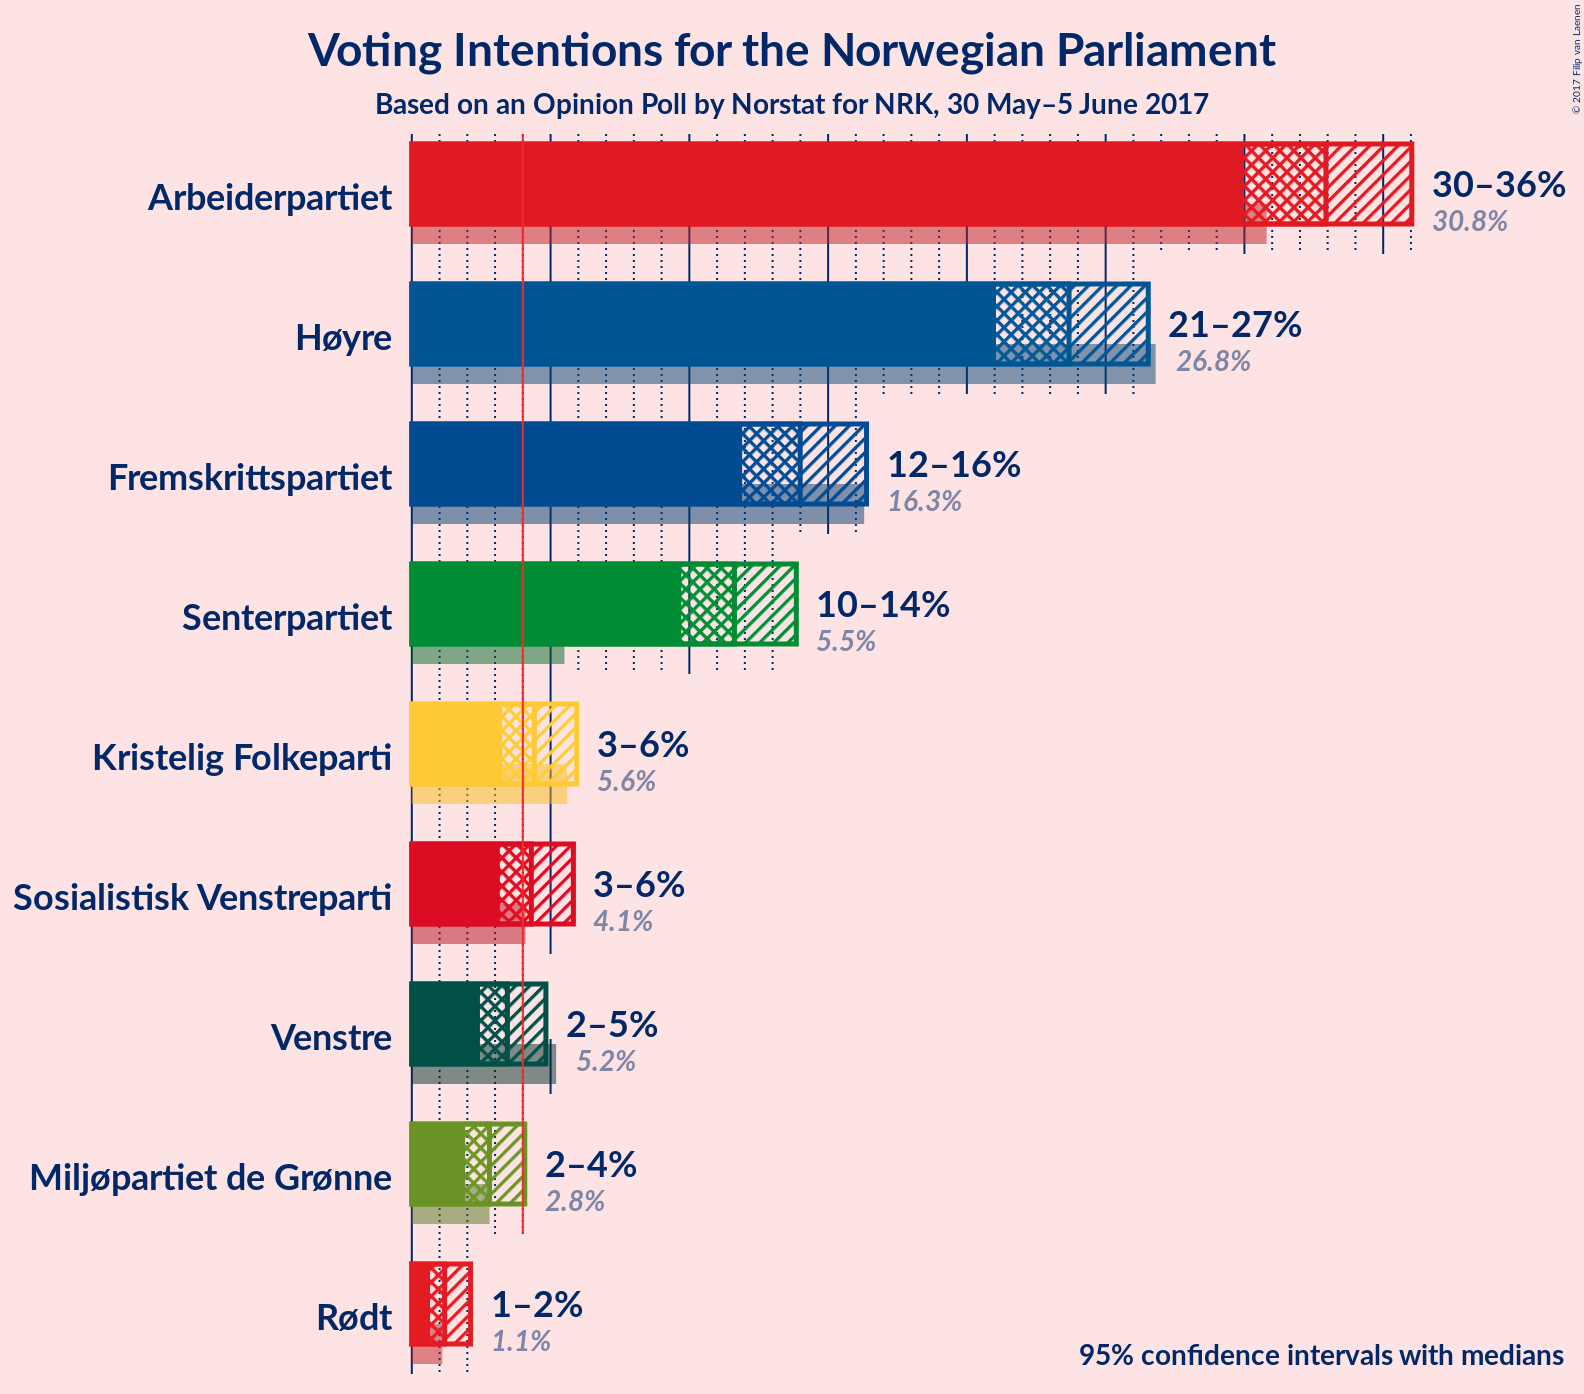 Voting Intentions for the Norwegian Parliament
Based on an Opinion Poll by Norstat for NRK, 30 May–5 June 2017
© 2017 Filip van Laenen
Arbeiderpartiet
30–36%
30.8%
Høyre
21–27%
26.8%
Fremskrittspartiet
12–16%
16.3%
Senterpartiet
10–14%
5.5%
Kristelig Folkeparti
3–6%
5.6%
Sosialistisk Venstreparti
3–6%
4.1%
Venstre
2–5%
5.2%
Miljøpartiet de Grønne
2–4%
2.8%
Rødt
1–2%
1.1%
95% confidence intervals with medians